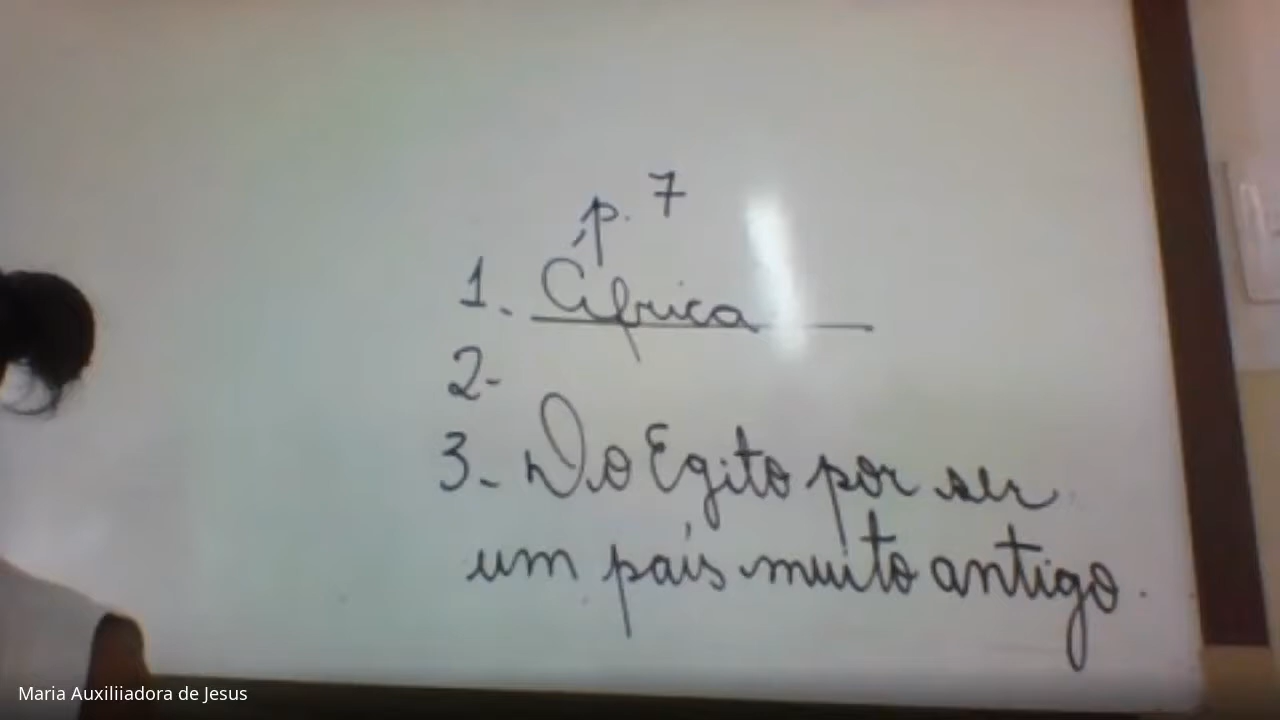 p. 7
1. África
2-
3- Do Egito por ser
um país muito antigo.
Maria Auxiliiadora de Jesus